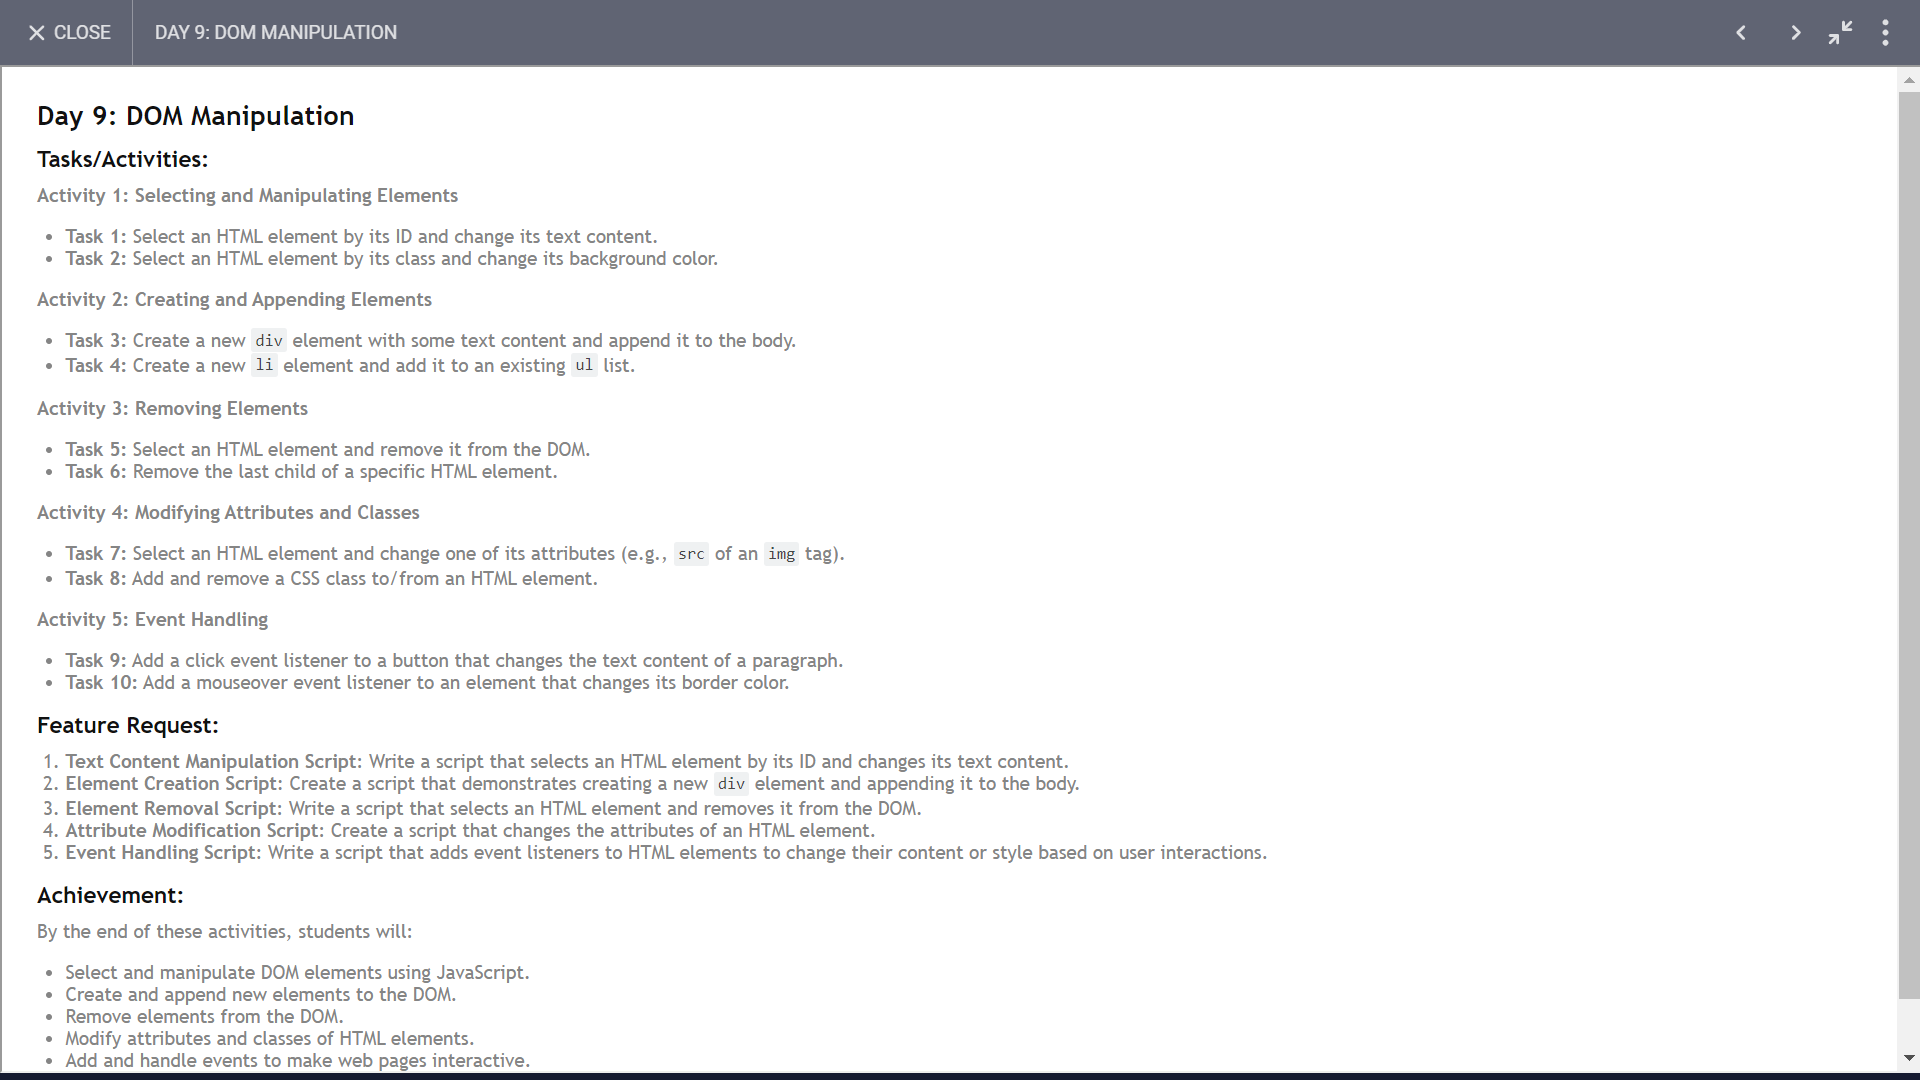 CLOSE
DAY 9: DOM MANIPULATION
Day 9: DOM Manipulation
Tasks/Activities:
Activity 1: Selecting and Manipulating Elements
• Task 1: Select an HTML element by its ID and change its text content.
• Task 2: Select an HTML element by its class and change its background color.
Activity 2: Creating and Appending Elements
• Task 3: Create a new div element with some text content and append it to the body.
• Task 4: Create a new li element and add it to an existing ul list.
Activity 3: Removing Elements
• Task 5: Select an HTML element and remove it from the DOM.
• Task 6: Remove the last child of a specific HTML element.
Activity 4: Modifying Attributes and Classes
• Task 7: Select an HTML element and change one of its attributes (e.g., src of an img tag).
• Task 8: Add and remove a CSS class to/from an HTML element.
Activity 5: Event Handling
• Task 9: Add a click event listener to a button that changes the text content of a paragraph.
• Task 10: Add a mouseover event listener to an element that changes its border color.
Feature Request:
1. Text Content Manipulation Script: Write a script that selects an HTML element by its ID and changes its text content.
2. Element Creation Script: Create a script that demonstrates creating a new div element and appending it to the body.
3. Element Removal Script: Write a script that selects an HTML element and removes it from the DOM.
4. Attribute Modification Script: Create a script that changes the attributes of an HTML element.
5. Event Handling Script: Write a script that adds event listeners to HTML elements to change their content or style based on user interactions.
Achievement:
By the end of these activities, students will:
• Select and manipulate DOM elements using JavaScript.
• Create and append new elements to the DOM.
• Remove elements from the DOM.
• Modify attributes and classes of HTML elements.
• Add and handle events to make web pages interactive.